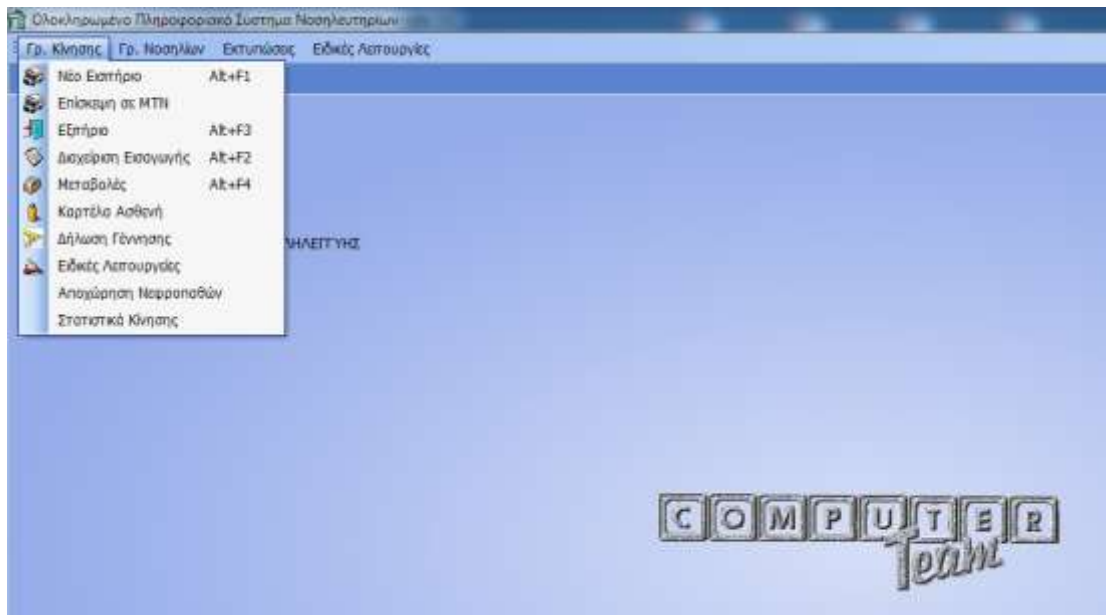 Ολοκληρωμένο Πληροφοριακό Σύστημα Νοσηλευτηρίων
Γρ. Κίνησης Γρ. Νοσηλίων Εκτυπώσεις Ειδικές Λειτουργίες
Νέο Εισιτήριο Alt+F1
Επίσκεψη σε ΜΤΝ
Εξιτήριο Alt+F3
Διαχείριση Εισαγωγής Alt+F2
Μεταβολές Alt+F4
Καρτέλα Ασθενή
Δήλωση Γέννησης
ΗΛΕΓΓΥΗΣ
Ειδικές Λειτουργείες
Αποχώρηση Νεφροπαθών
Στατιστικά Κίνησης
COMPUTER
Team